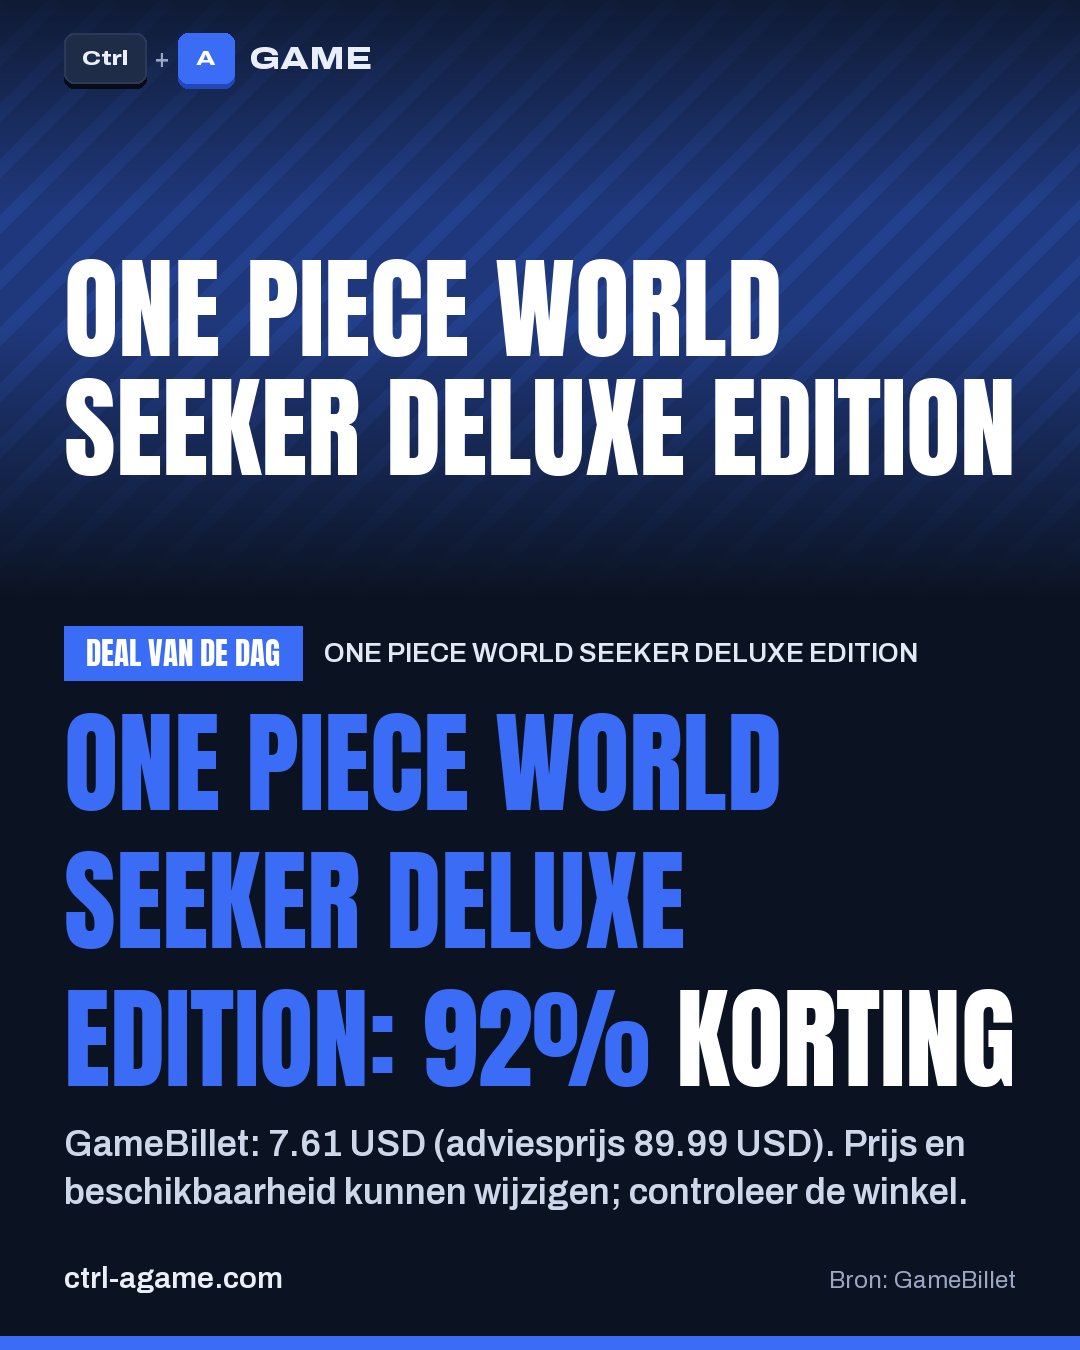 Ctrl + A GAME
ONE PIECE WORLD
SEEKER DELUXE EDITION
DEAL VAN DE DAG ONE PIECE WORLD SEEKER DELUXE EDITION
ONE PIECE WORLD
SEEKER DELUXE
EDITION: 92% KORTING
GameBillet: 7.61 USD (adviesprijs 89.99 USD). Prijs en
beschikbaarheid kunnen wijzigen; controleer de winkel.
ctrl-agame.com Bron: GameBillet